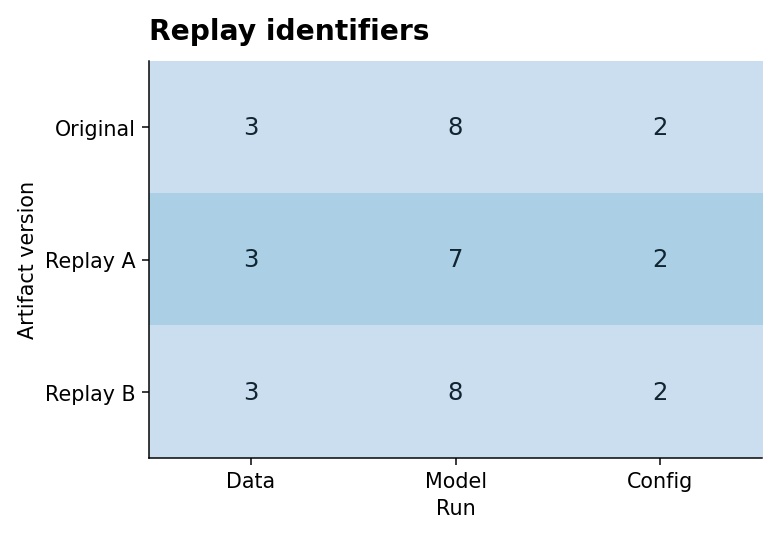 Replay identifiers
Artifact version
Original 3 8 2
Replay A 3 7 2
Replay B 3 8 2
Data Model Config
Run